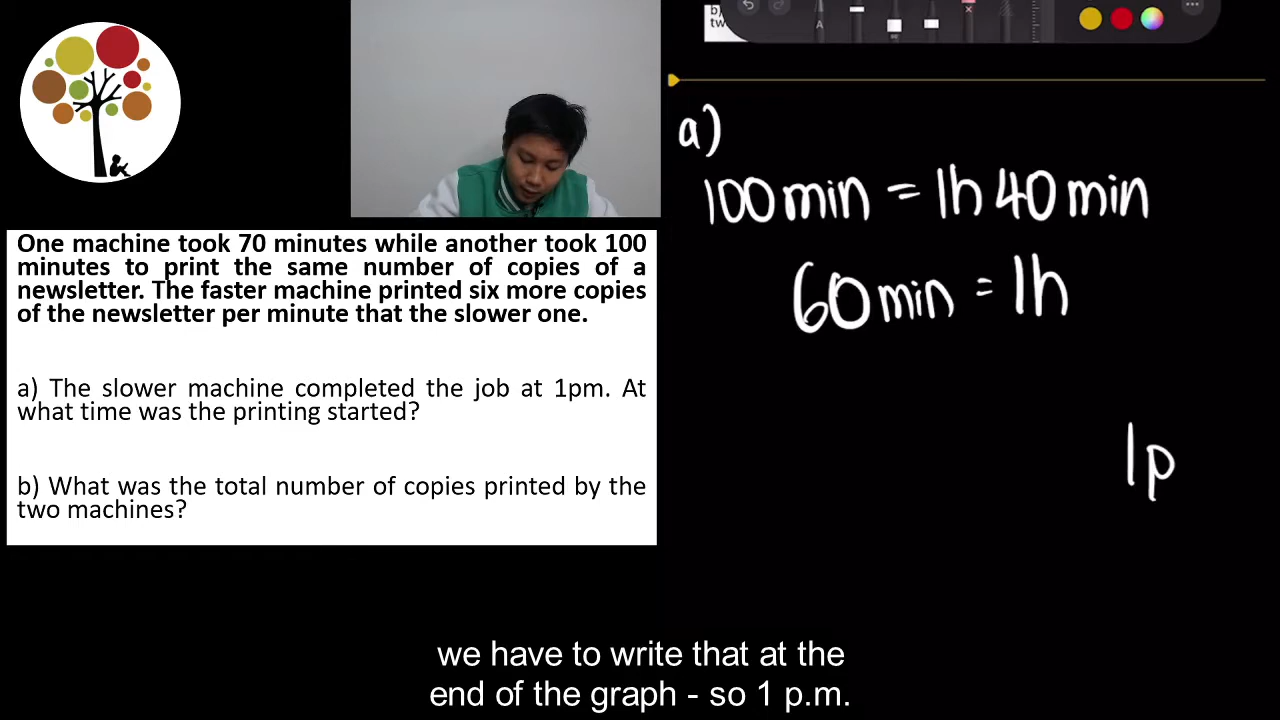 b)
tw
A
a)
100 min = 1h 40 min
60 min = 1h
One machine took 70 minutes while another took 100
minutes to print the same number of copies of a
newsletter. The faster machine printed six more copies
of the newsletter per minute that the slower one.
a) The slower machine completed the job at 1pm. At
what time was the printing started?
1p
b) What was the total number of copies printed by the
two machines?
we have to write that at the
end of the graph - so 1 p.m.